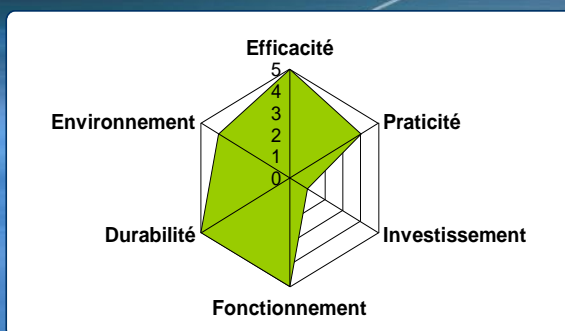 Efficacité
5
4
3
2
1
0
Environnement
Praticité
Durabilité
Investissement
Fonctionnement